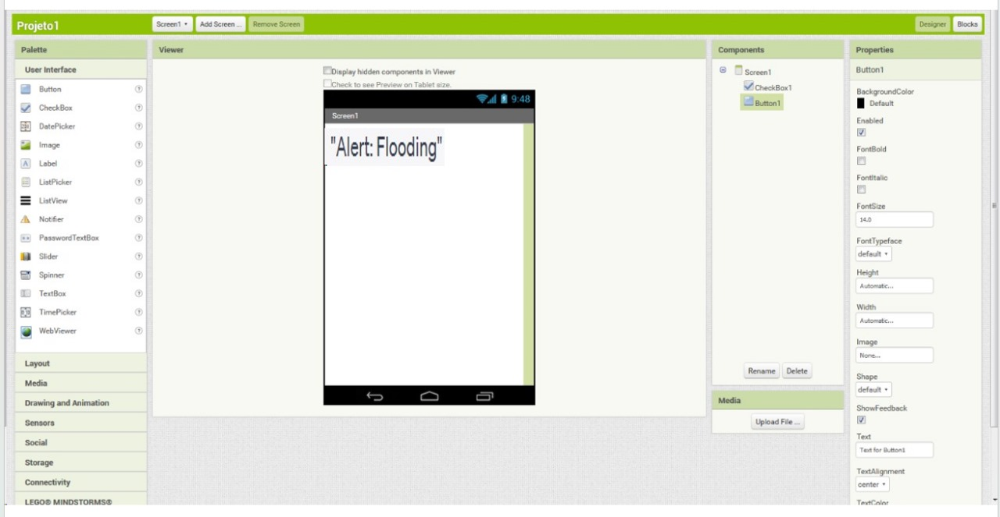 Projeto1
Screen1
Add Screen ...
Remove Screen
Designer
Blocks
Palette
User Interface
Button
CheckBox
DatePicker
Image
Label
ListPicker
ListView
Notifier
PasswordTextBox
Slider
Spinner
TextBox
TimePicker
WebViewer
Layout
Media
Drawing and Animation
Sensors
Social
Storage
Connectivity
LEGO® MINDSTORMS®
Viewer
Display hidden components in Viewer
Check to see Preview on Tablet size.
9:48
Screen1
"Alert: Flooding"
Components
Screen1
CheckBox1
Button1
Rename
Delete
Media
Upload File ...
Properties
Button1
BackgroundColor
Default
Enabled
FontBold
FontItalic
FontSize
14.0
FontTypeface
default
Height
Automatic...
Width
Automatic...
Image
None...
Shape
default
ShowFeedback
Text
Text for Button1
TextAlignment
center
TextColor